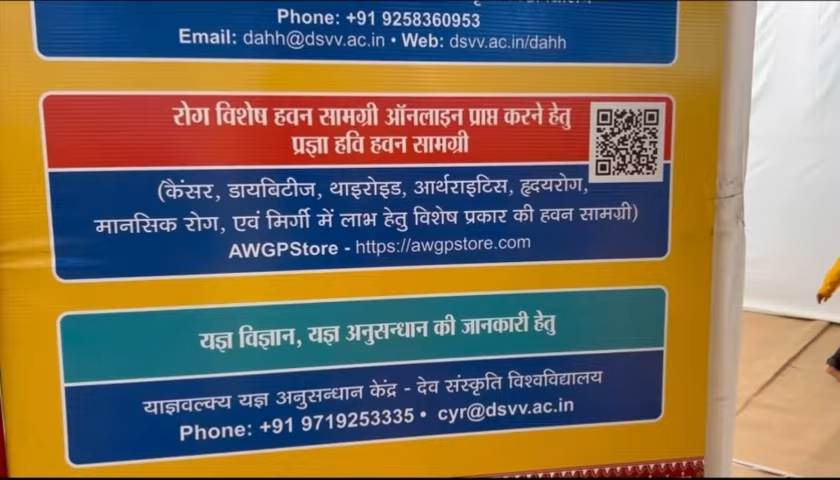 Phone: +91 9258360953
Email: dahh@dsvv.ac.in • Web: dsvv.ac.in/dahh
रोग विशेष हवन सामग्री ऑनलाइन प्राप्त करने हेतु
प्रज्ञा हवि हवन सामग्री
(कैंसर, डायबिटीज, थाइरोइड, आर्थराइटिस, हृदयरोग,
मानसिक रोग, एवं मिर्गी में लाभ हेतु विशेष प्रकार की हवन सामग्री)
AWGPStore - https://awgpstore.com
यज्ञ विज्ञान, यज्ञ अनुसन्धान की जानकारी हेतु
याज्ञवल्क्य यज्ञ अनुसन्धान केंद्र - देव संस्कृति विश्वविद्यालय
Phone: +91 9719253335 • cyr@dsvv.ac.in